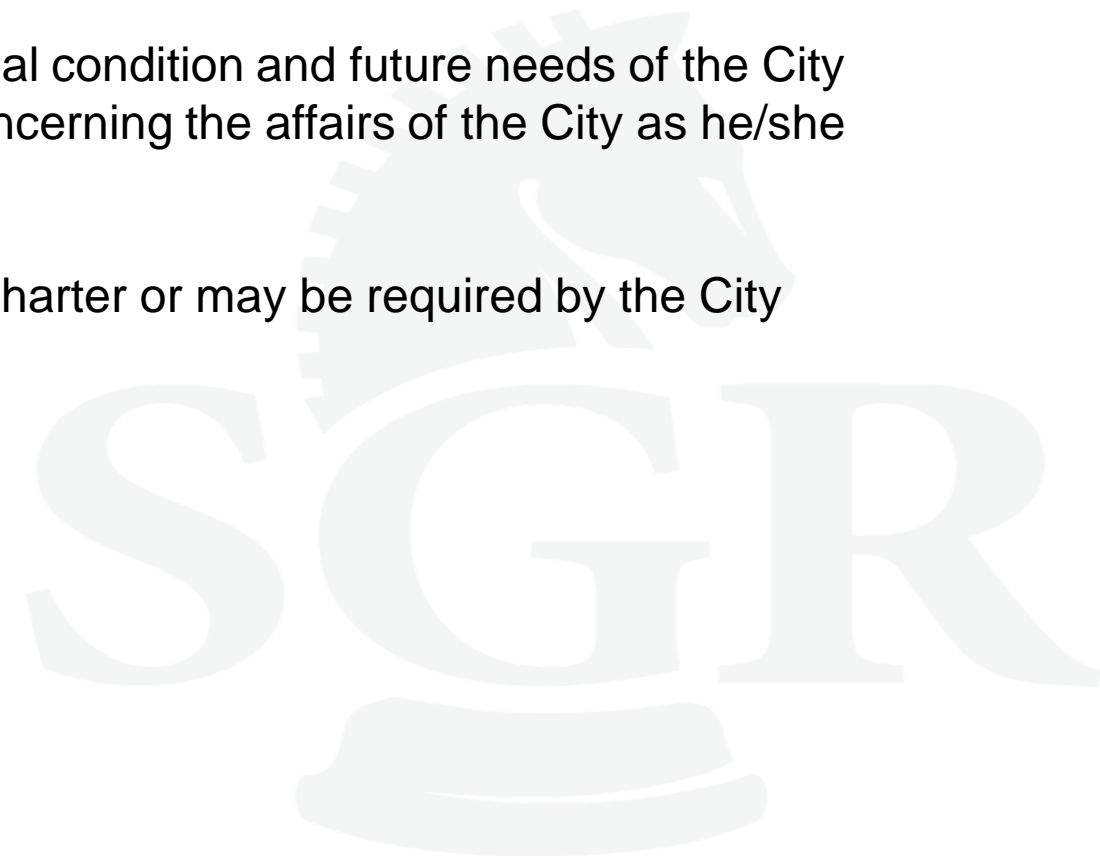 al condition and future needs of the City
ncerning the affairs of the City as he/she
harter or may be required by the City
SGR